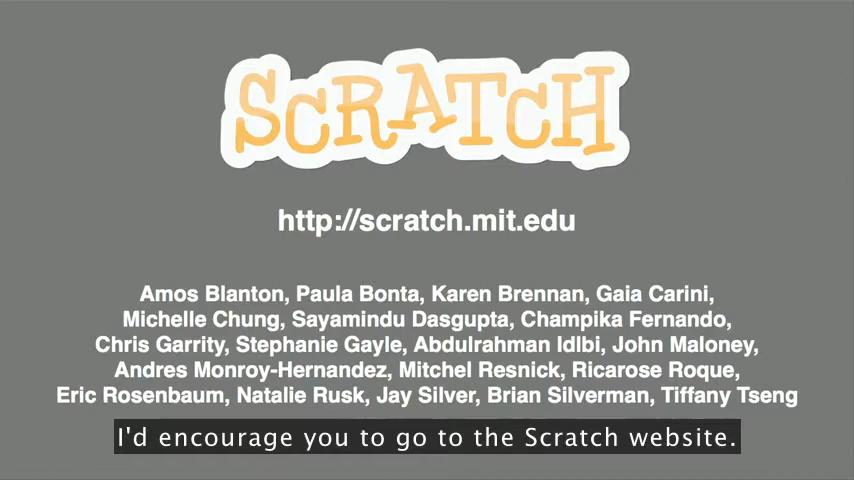 SCRATCH
http://scratch.mit.edu
Amos Blanton, Paula Bonta, Karen Brennan, Gaia Carini,
Michelle Chung, Sayamindu Dasgupta, Champika Fernando,
Chris Garrity, Stephanie Gayle, Abdulrahman Idlbi, John Maloney,
Andres Monroy-Hernandez, Mitchel Resnick, Ricarose Roque,
Eric Rosenbaum, Natalie Rusk, Jay Silver, Brian Silverman, Tiffany Tseng
I'd encourage you to go to the Scratch website.